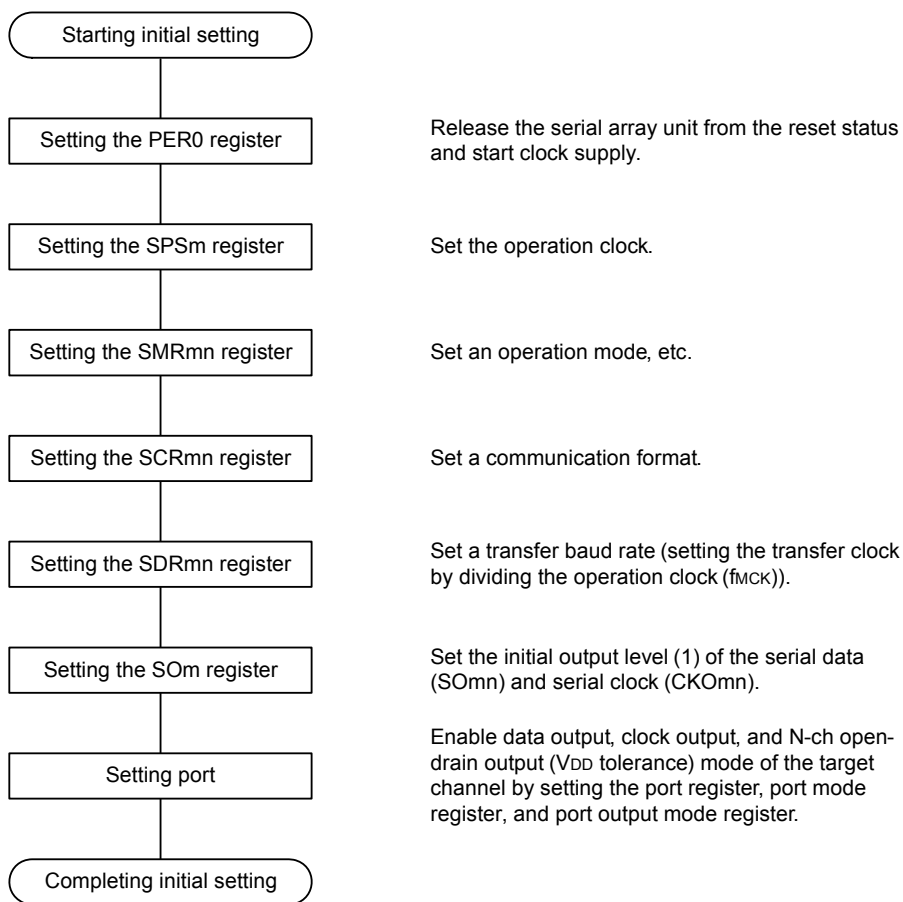 Starting initial setting
Setting the PER0 register
Release the serial array unit from the reset status
and start clock supply.
Setting the SPSm register
Set the operation clock.
Setting the SMRmn register
Set an operation mode, etc.
Setting the SCRmn register
Set a communication format.
Setting the SDRmn register
Set a transfer baud rate (setting the transfer clock
by dividing the operation clock (fMCK)).
Setting the SOm register
Set the initial output level (1) of the serial data
(SOmn) and serial clock (CKOmn).
Setting port
Enable data output, clock output, and N-ch open-
drain output (VDD tolerance) mode of the target
channel by setting the port register, port mode
register, and port output mode register.
Completing initial setting